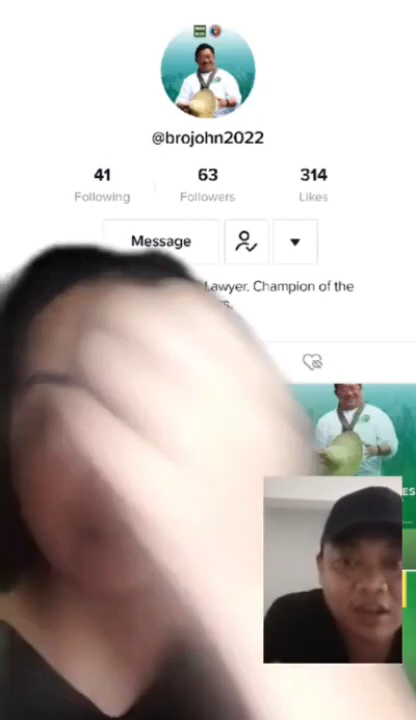 @brojohn2022
41 63 314
Following Followers Likes
Message
Lawyer. Champion of the